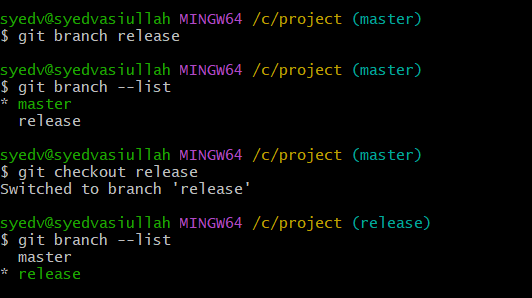 syedv@syedvasiullah MINGW64 /c/project (master)
$ git branch release
syedv@syedvasiullah MINGW64 /c/project (master)
$ git branch --list
* master
  release
syedv@syedvasiullah MINGW64 /c/project (master)
$ git checkout release
Switched to branch 'release'
syedv@syedvasiullah MINGW64 /c/project (release)
$ git branch --list
  master
* release